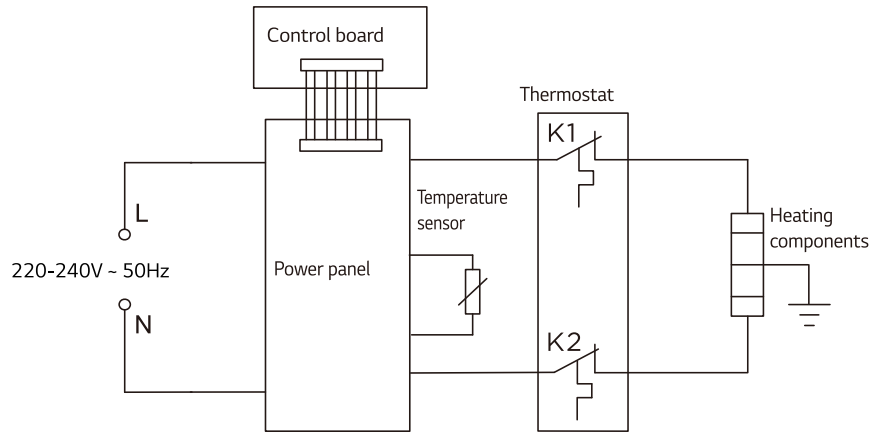 Control board
Thermostat
K1
Temperature
sensor
L
Heating
components
220-240V ~ 50Hz
Power panel
N
K2